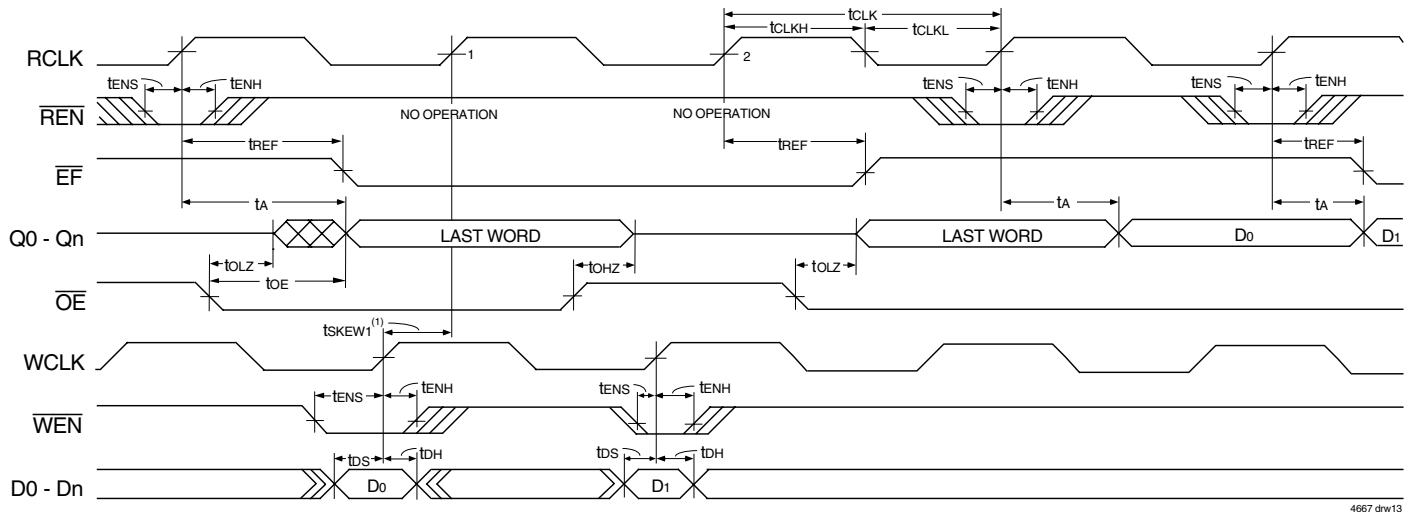 tCLK
tCLKH tCLKL
RCLK 1 2
tENS tENH tENS tENH tENS tENH
REN NO OPERATION NO OPERATION
tREF tREF tREF
EF
tA tA tA
Q0 - Qn LAST WORD LAST WORD D0 D1
tOLZ tOHZ tOLZ
tOE
OE
tSKEW1(1)
WCLK
tENS tENH tENS tENH
WEN
tDS tDH tDS tDH
D0 - Dn D0 D1
4667 drw13